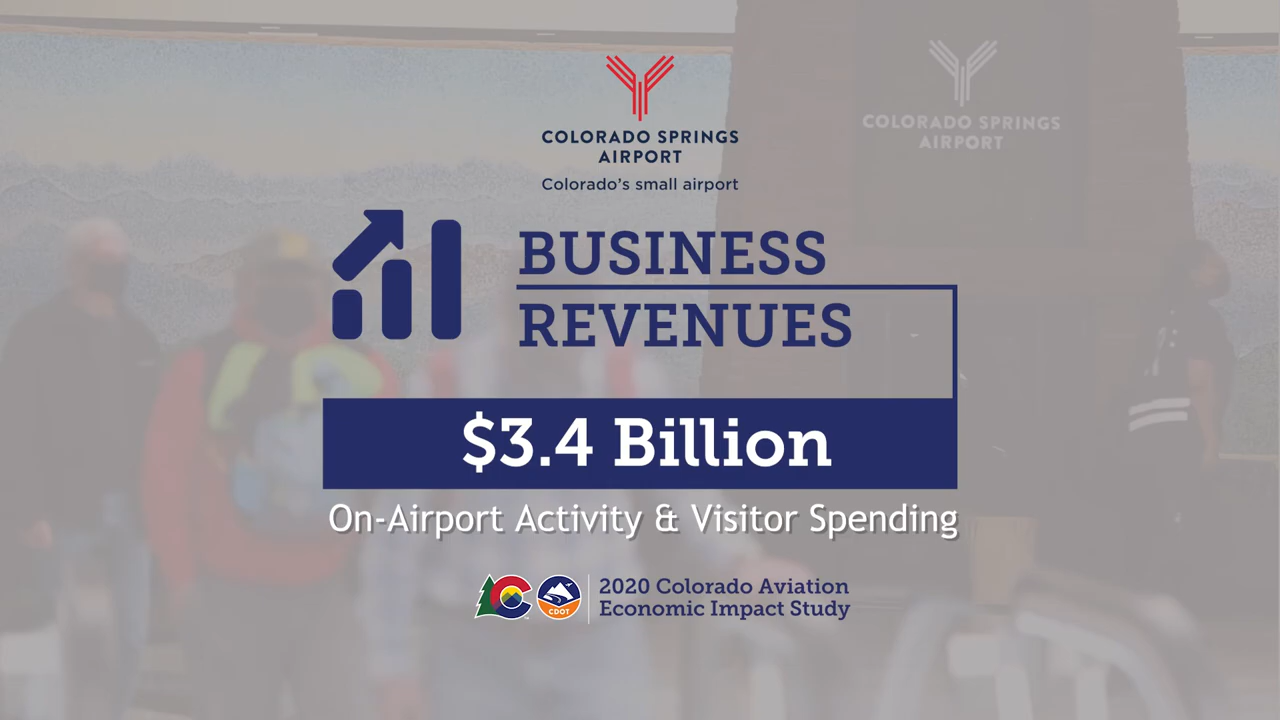 COLORADO SPRINGS
AIRPORT
Colorado's small airport
COLORADO SPRINGS
AIRPORT
BUSINESS
REVENUES
$3.4 Billion
On-Airport Activity & Visitor Spending
CDOT
2020 Colorado Aviation
Economic Impact Study